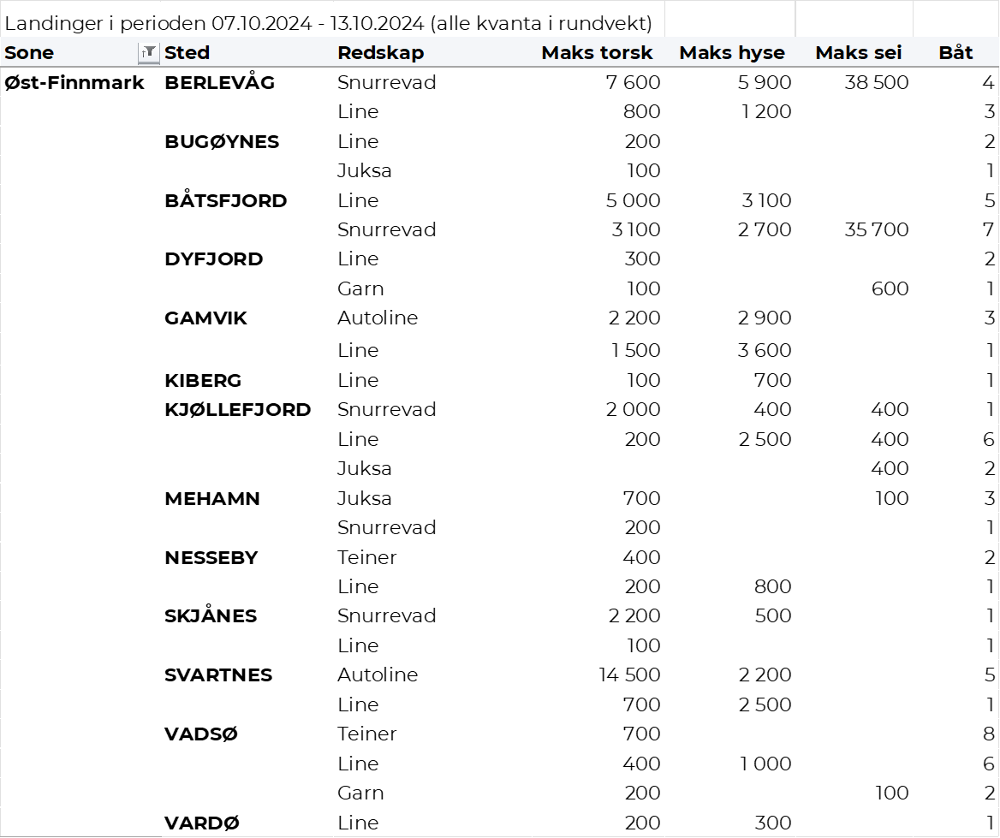 Landinger i perioden 07.10.2024 - 13.10.2024 (alle kvanta i rundvekt)
Sone Sted Redskap Maks torsk Maks hyse Maks sei Båt
Øst-Finnmark BERLEVÅG Snurrevad 7 600 5 900 38 500 4
Line 800 1 200 3
BUGØYNES Line 200 2
Juksa 100 1
BÅTSFJORD Line 5 000 3 100 5
Snurrevad 3 100 2 700 35 700 7
DYFJORD Line 300 2
Garn 100 600 1
GAMVIK Autoline 2 200 2 900 3
Line 1 500 3 600 1
KIBERG Line 100 700 1
KJØLLEFJORD Snurrevad 2 000 400 400 1
Line 200 2 500 400 6
Juksa 400 2
MEHAMN Juksa 700 100 3
Snurrevad 200 1
NESSEBY Teiner 400 2
Line 200 800 1
SKJÅNES Snurrevad 2 200 500 1
Line 100 1
SVARTNES Autoline 14 500 2 200 5
Line 700 2 500 1
VADSØ Teiner 700 8
Line 400 1 000 6
Garn 200 100 2
VARDØ Line 200 300 1